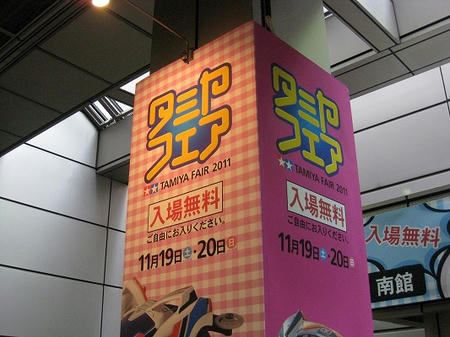 タミヤ
フェア
TAMIYA FAIR 2011
入場無料
ご自由にお入りください。
11月19日土・20日日
タミヤ
フェア
TAMIYA FAIR 2011
入場無料
ご自由にお入りください。
11月19日土・20日日
入場無料
南館